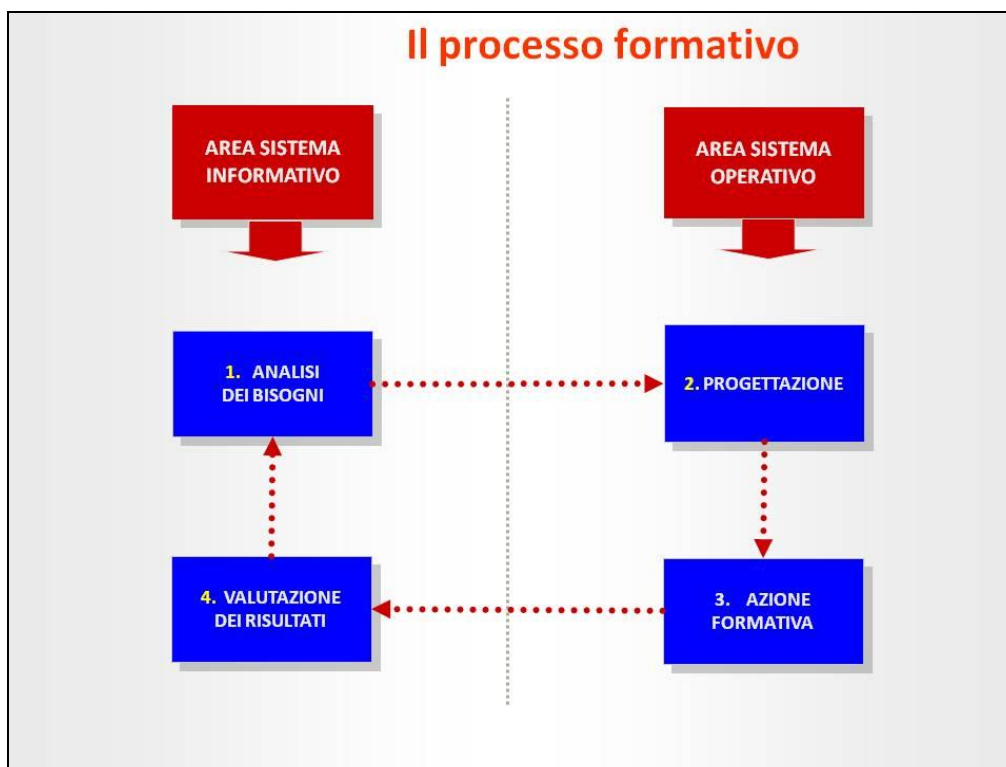 Il processo formativo
AREA SISTEMA
INFORMATIVO
AREA SISTEMA
OPERATIVO
1. ANALISI
DEI BISOGNI
2. PROGETTAZIONE
4. VALUTAZIONE
DEI RISULTATI
3. AZIONE
FORMATIVA